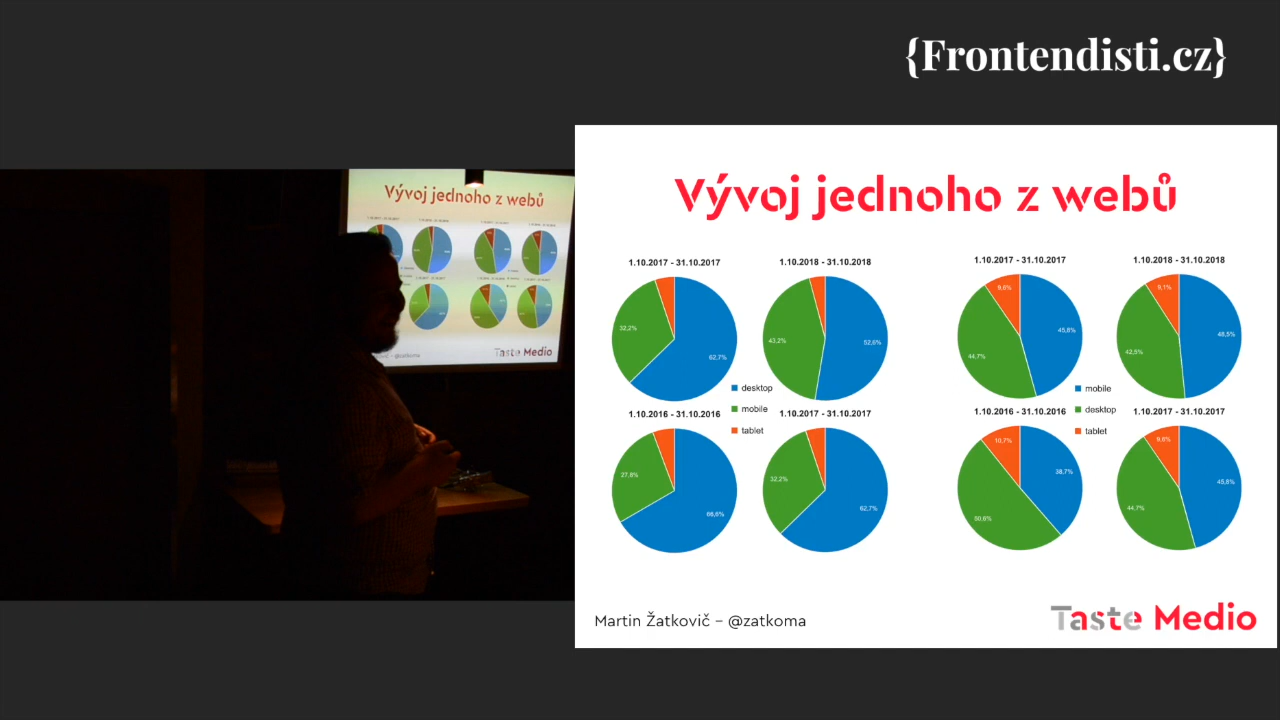 {Frontendisti.cz}
Vývoj jednoho z webů
1.10.2017 - 31.10.2017
1.10.2018 - 31.10.2018
32,2%
62,7%
43,2%
52,6%
desktop
mobile
tablet
1.10.2016 - 31.10.2016
1.10.2017 - 31.10.2017
27,8%
66,6%
32,2%
62,7%
1.10.2017 - 31.10.2017
1.10.2018 - 31.10.2018
9,6%
45,8%
44,7%
9,1%
48,5%
42,5%
mobile
desktop
tablet
1.10.2016 - 31.10.2016
1.10.2017 - 31.10.2017
10,7%
38,7%
50,6%
9,6%
45,8%
44,7%
Martin Žatkovič – @zatkoma
Taste Medio
Vývoj jednoho z webů
Taste Medio